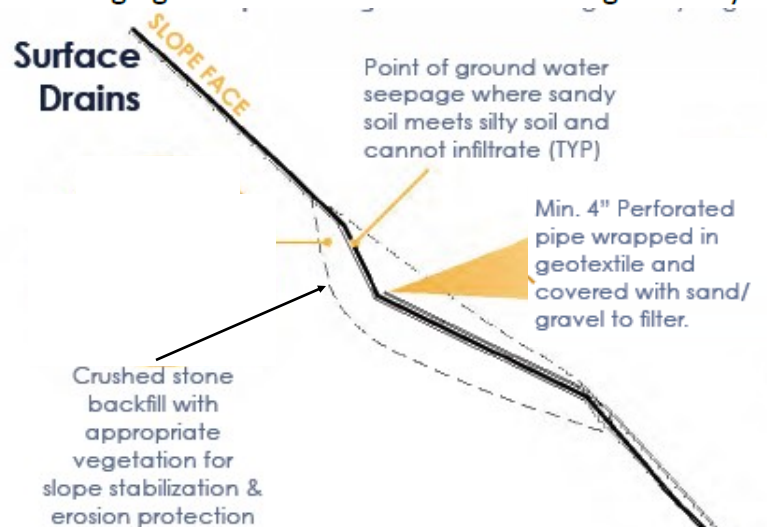 Surface
Drains
SLOPE FACE
Point of ground water
seepage where sandy
soil meets silty soil and
cannot infiltrate (TYP)
Min. 4” Perforated
pipe wrapped in
geotextile and
covered with sand/
gravel to filter.
Crushed stone
backfill with
appropriate
vegetation for
slope stabilization &
erosion protection